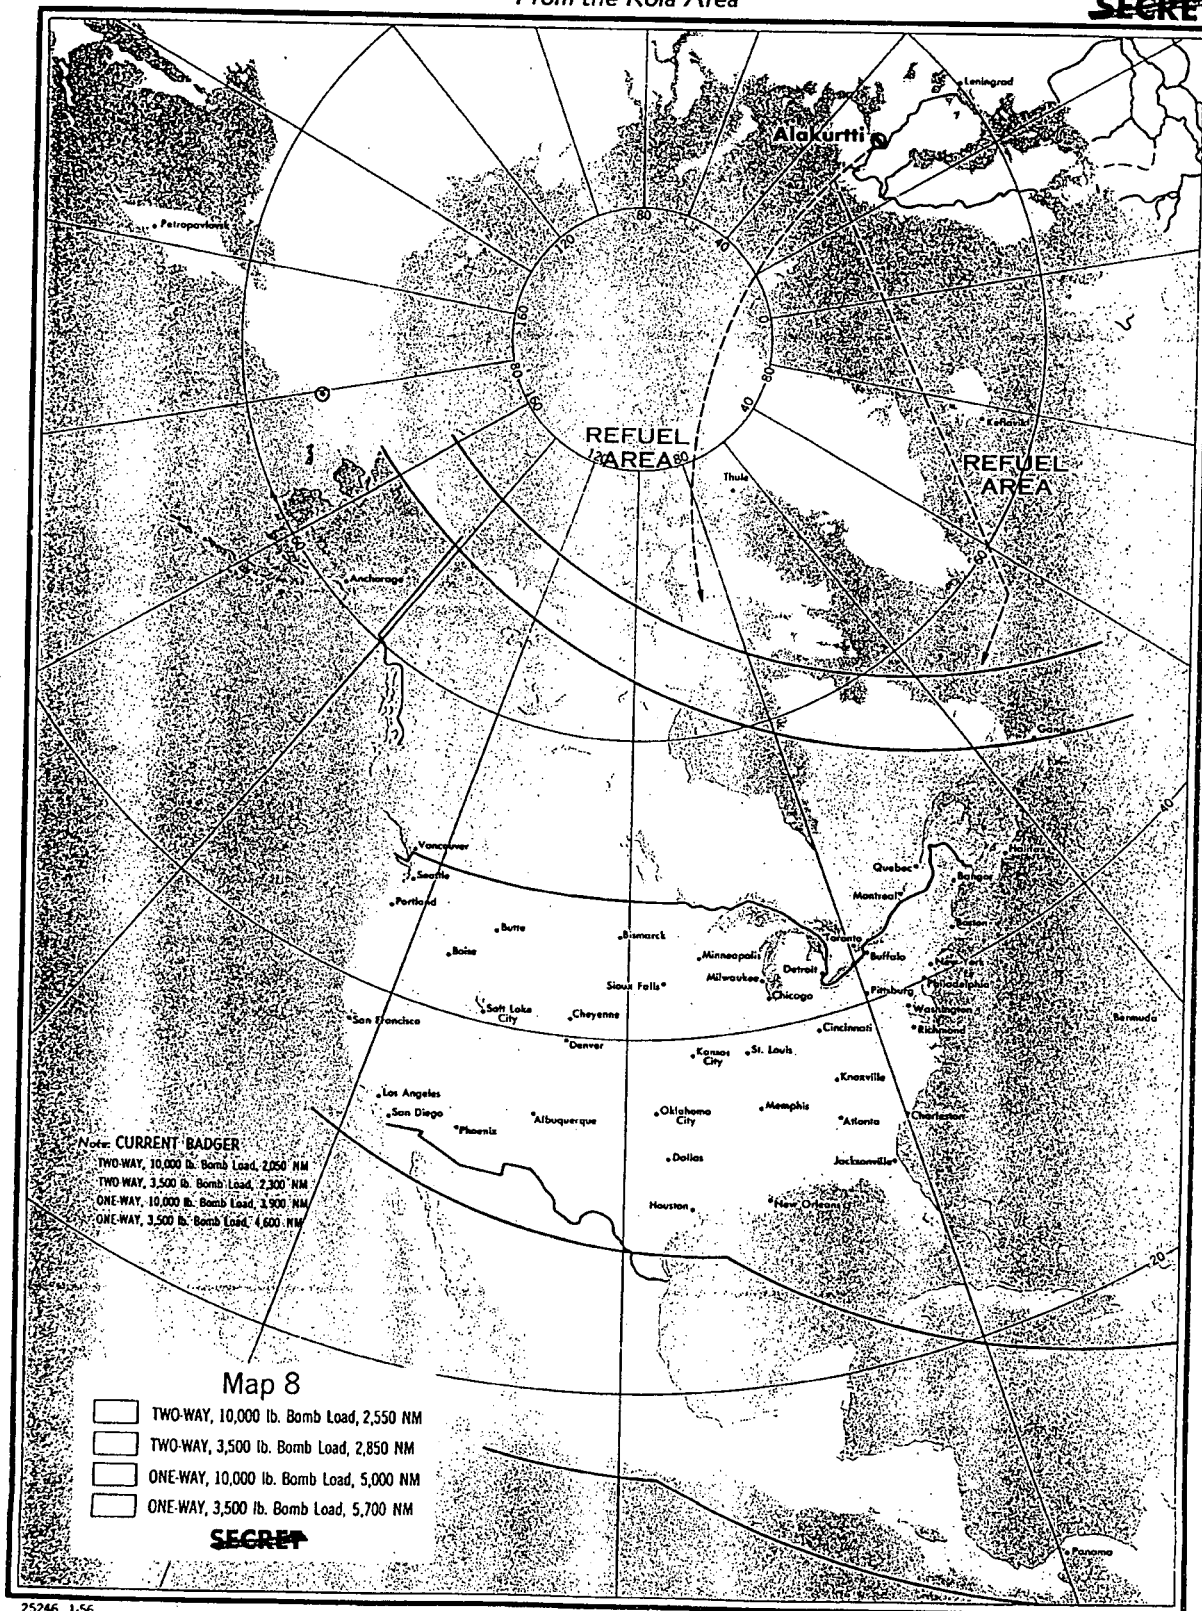 From the Kola Area
SECRE
Leningrad
Alakurtti
Petropavlovsk
80
120
40
160
0
80
80
60
40
Keflavik
REFUEL
AREA
80
Thule
REFUEL
AREA
Anchorage
40
Vancouver
Seattle
Portland
Quebec
Halifax
Bangor
Montreal
Boston
Butte
Bismarck
Toronto
Boise
Minneapolis
Buffalo
New York
Detroit
Milwaukee
Sioux Falls
Chicago
Pittsburg
Philadelphia
Salt Lake
City
Cheyenne
Washington
San Francisco
Cincinnati
Richmond
Bermuda
Denver
Kansas
City
St. Louis
Knoxville
Los Angeles
San Diego
Albuquerque
Oklahoma
City
Memphis
Atlanta
Charleston
Phoenix
Dallas
Jacksonville
Houston
New Orleans
20
Note: CURRENT BADGER
TWO-WAY, 10,000 lb. Bomb Load, 2,050 NM
TWO-WAY, 3,500 lb. Bomb Load, 2,300 NM
ONE-WAY, 10,000 lb. Bomb Load, 3,900 NM
ONE-WAY, 3,500 lb. Bomb Load, 4,600 NM
Map 8
TWO-WAY, 10,000 lb. Bomb Load, 2,550 NM
TWO-WAY, 3,500 lb. Bomb Load, 2,850 NM
ONE-WAY, 10,000 lb. Bomb Load, 5,000 NM
ONE-WAY, 3,500 lb. Bomb Load, 5,700 NM
SECRET
Panama
25246 1-56